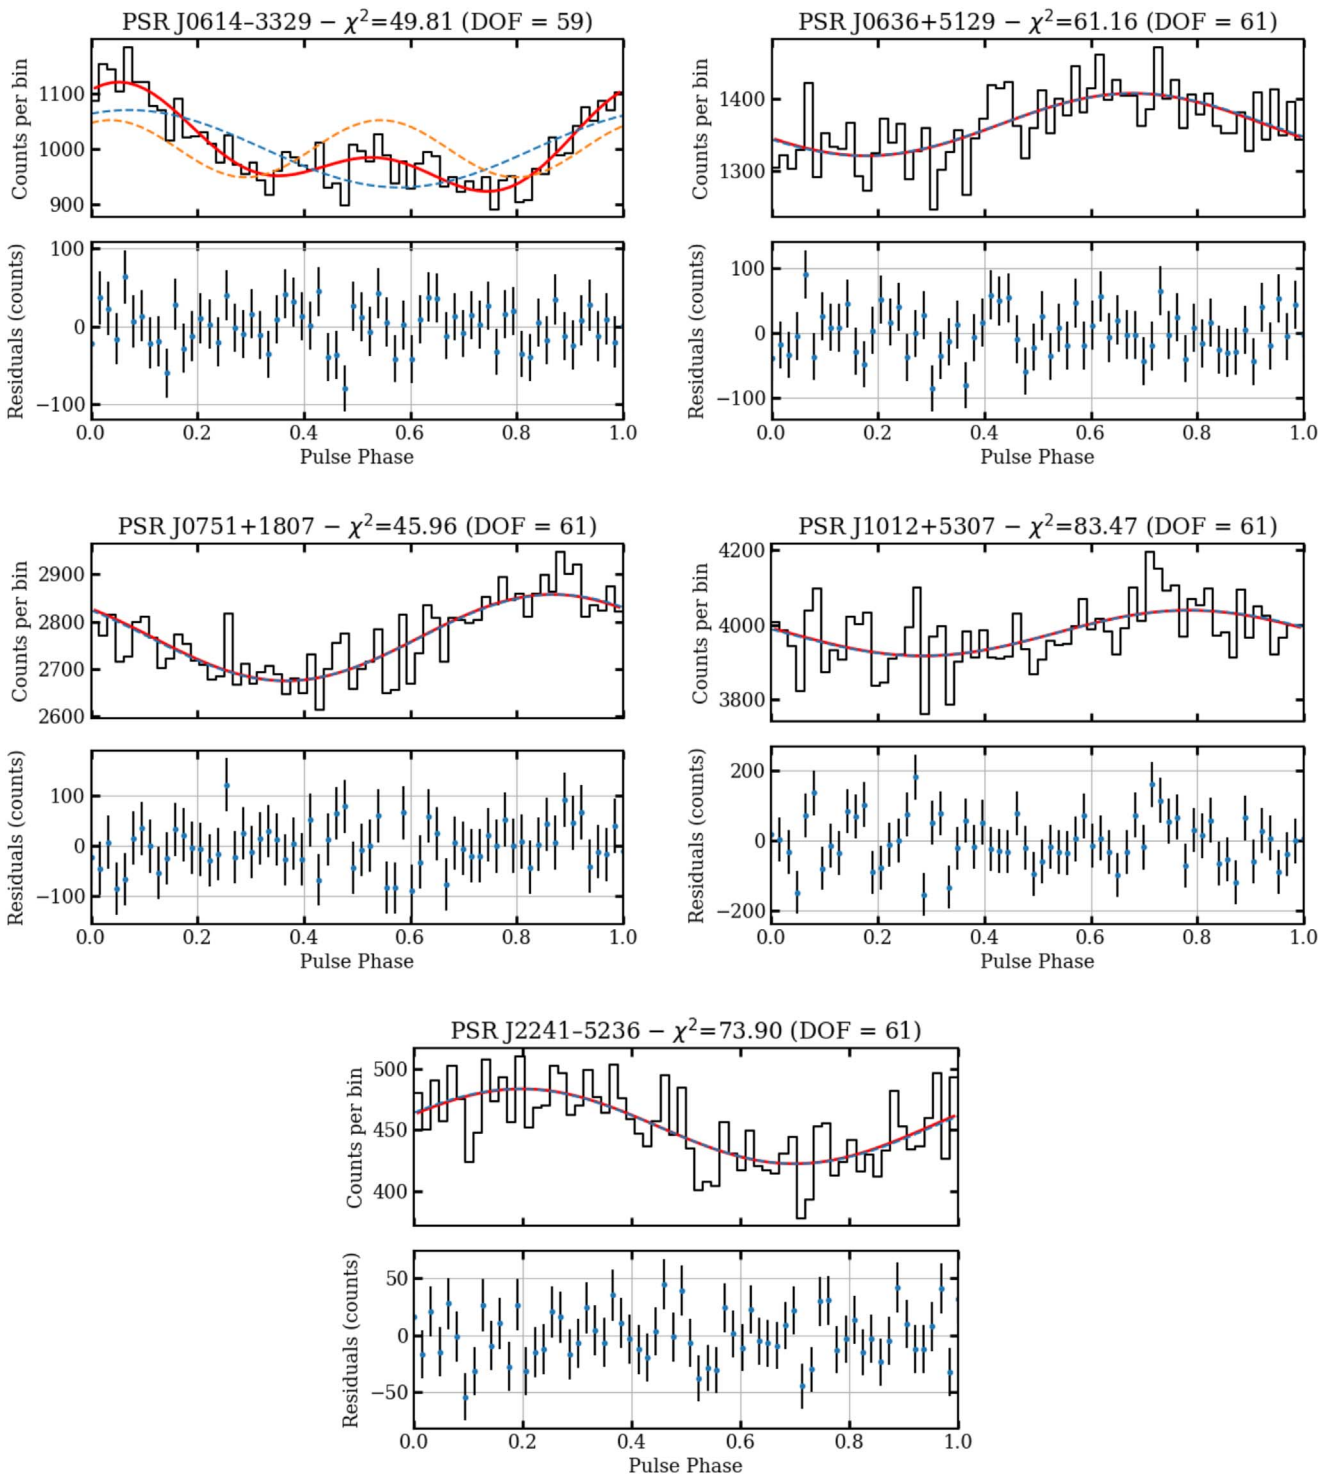 PSR J0614–3329 − χ²=49.81 (DOF = 59)
Counts per bin
1100
1000
900
Residuals (counts)
100
0
−100
0.0 0.2 0.4 0.6 0.8 1.0
Pulse Phase
PSR J0636+5129 − χ²=61.16 (DOF = 61)
Counts per bin
1400
1300
Residuals (counts)
100
0
−100
0.0 0.2 0.4 0.6 0.8 1.0
Pulse Phase
PSR J0751+1807 − χ²=45.96 (DOF = 61)
Counts per bin
2900
2800
2700
2600
Residuals (counts)
100
0
−100
0.0 0.2 0.4 0.6 0.8 1.0
Pulse Phase
PSR J1012+5307 − χ²=83.47 (DOF = 61)
Counts per bin
4200
4000
3800
Residuals (counts)
200
0
−200
0.0 0.2 0.4 0.6 0.8 1.0
Pulse Phase
PSR J2241–5236 − χ²=73.90 (DOF = 61)
Counts per bin
500
450
400
Residuals (counts)
50
0
−50
0.0 0.2 0.4 0.6 0.8 1.0
Pulse Phase